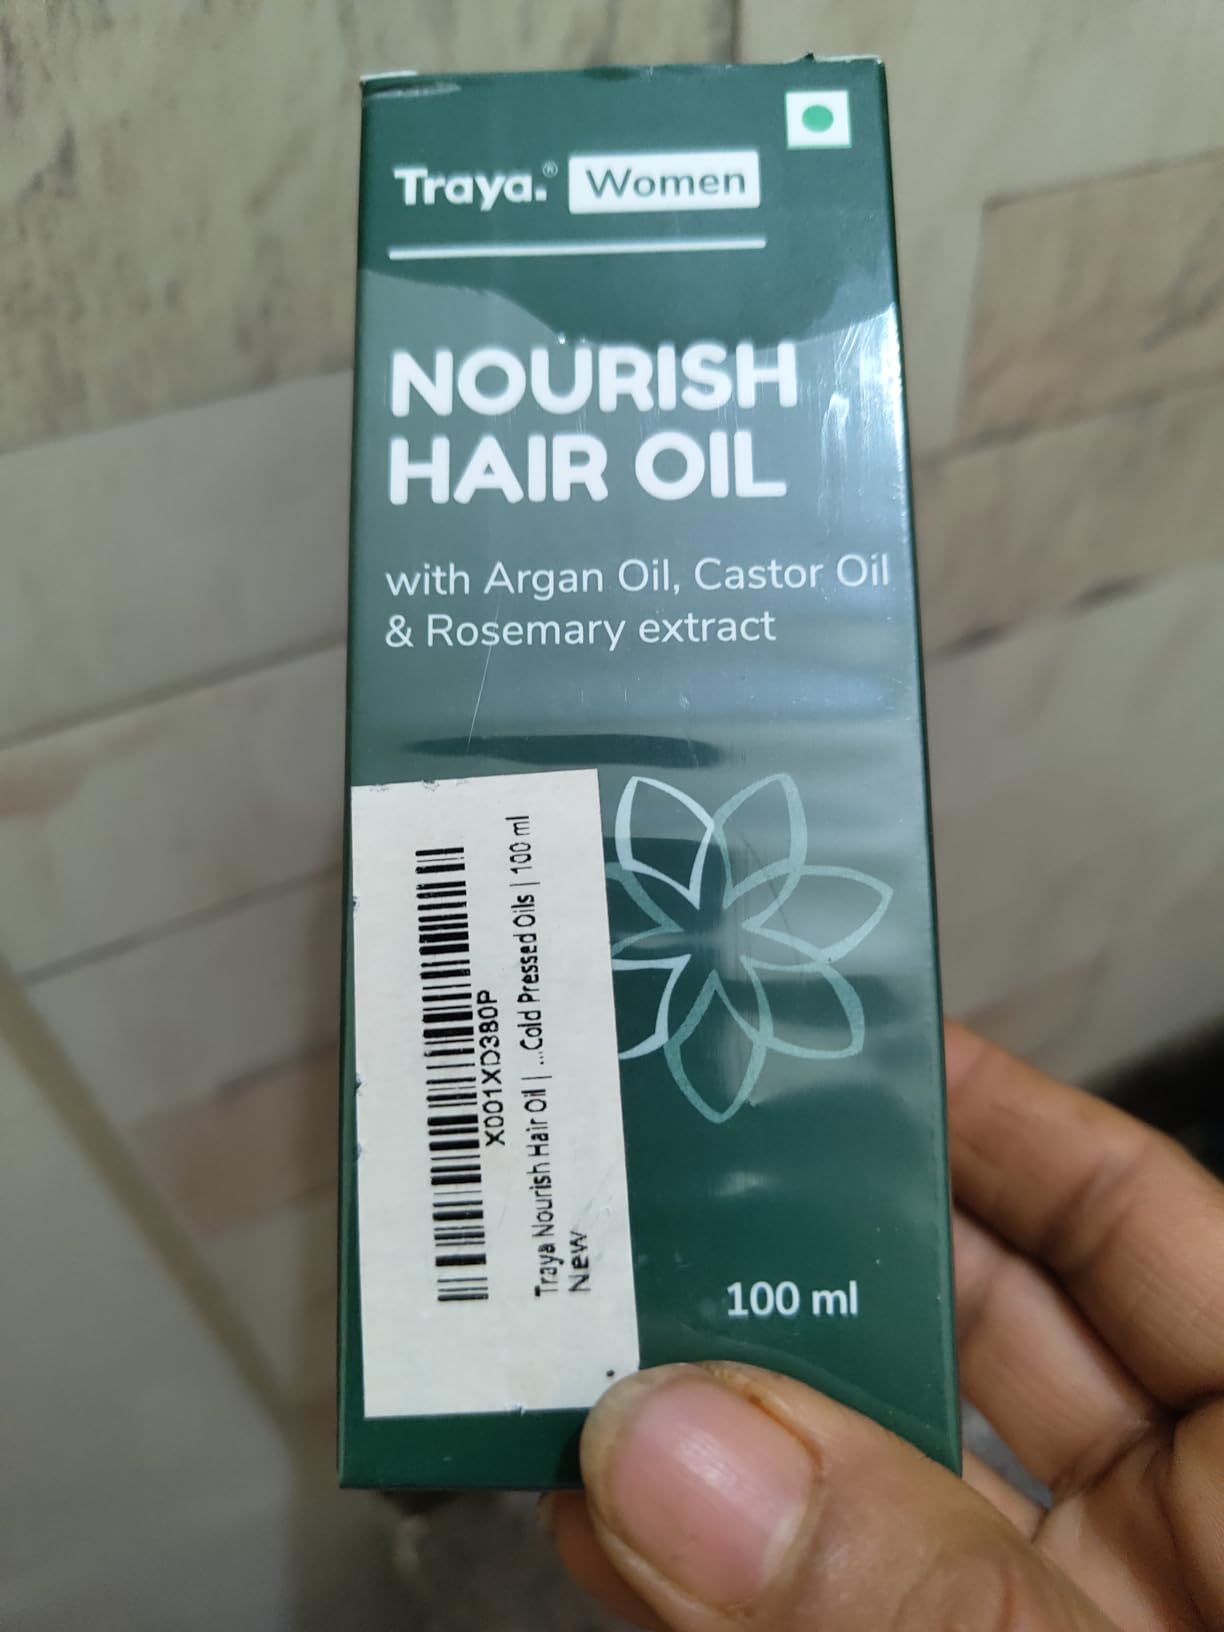 Traya.® Women
NOURISH
HAIR OIL
with Argan Oil, Castor Oil
& Rosemary extract
X001XD380P
Traya Nourish Hair Oil | ...Cold Pressed Oils | 100 ml
New
100 ml